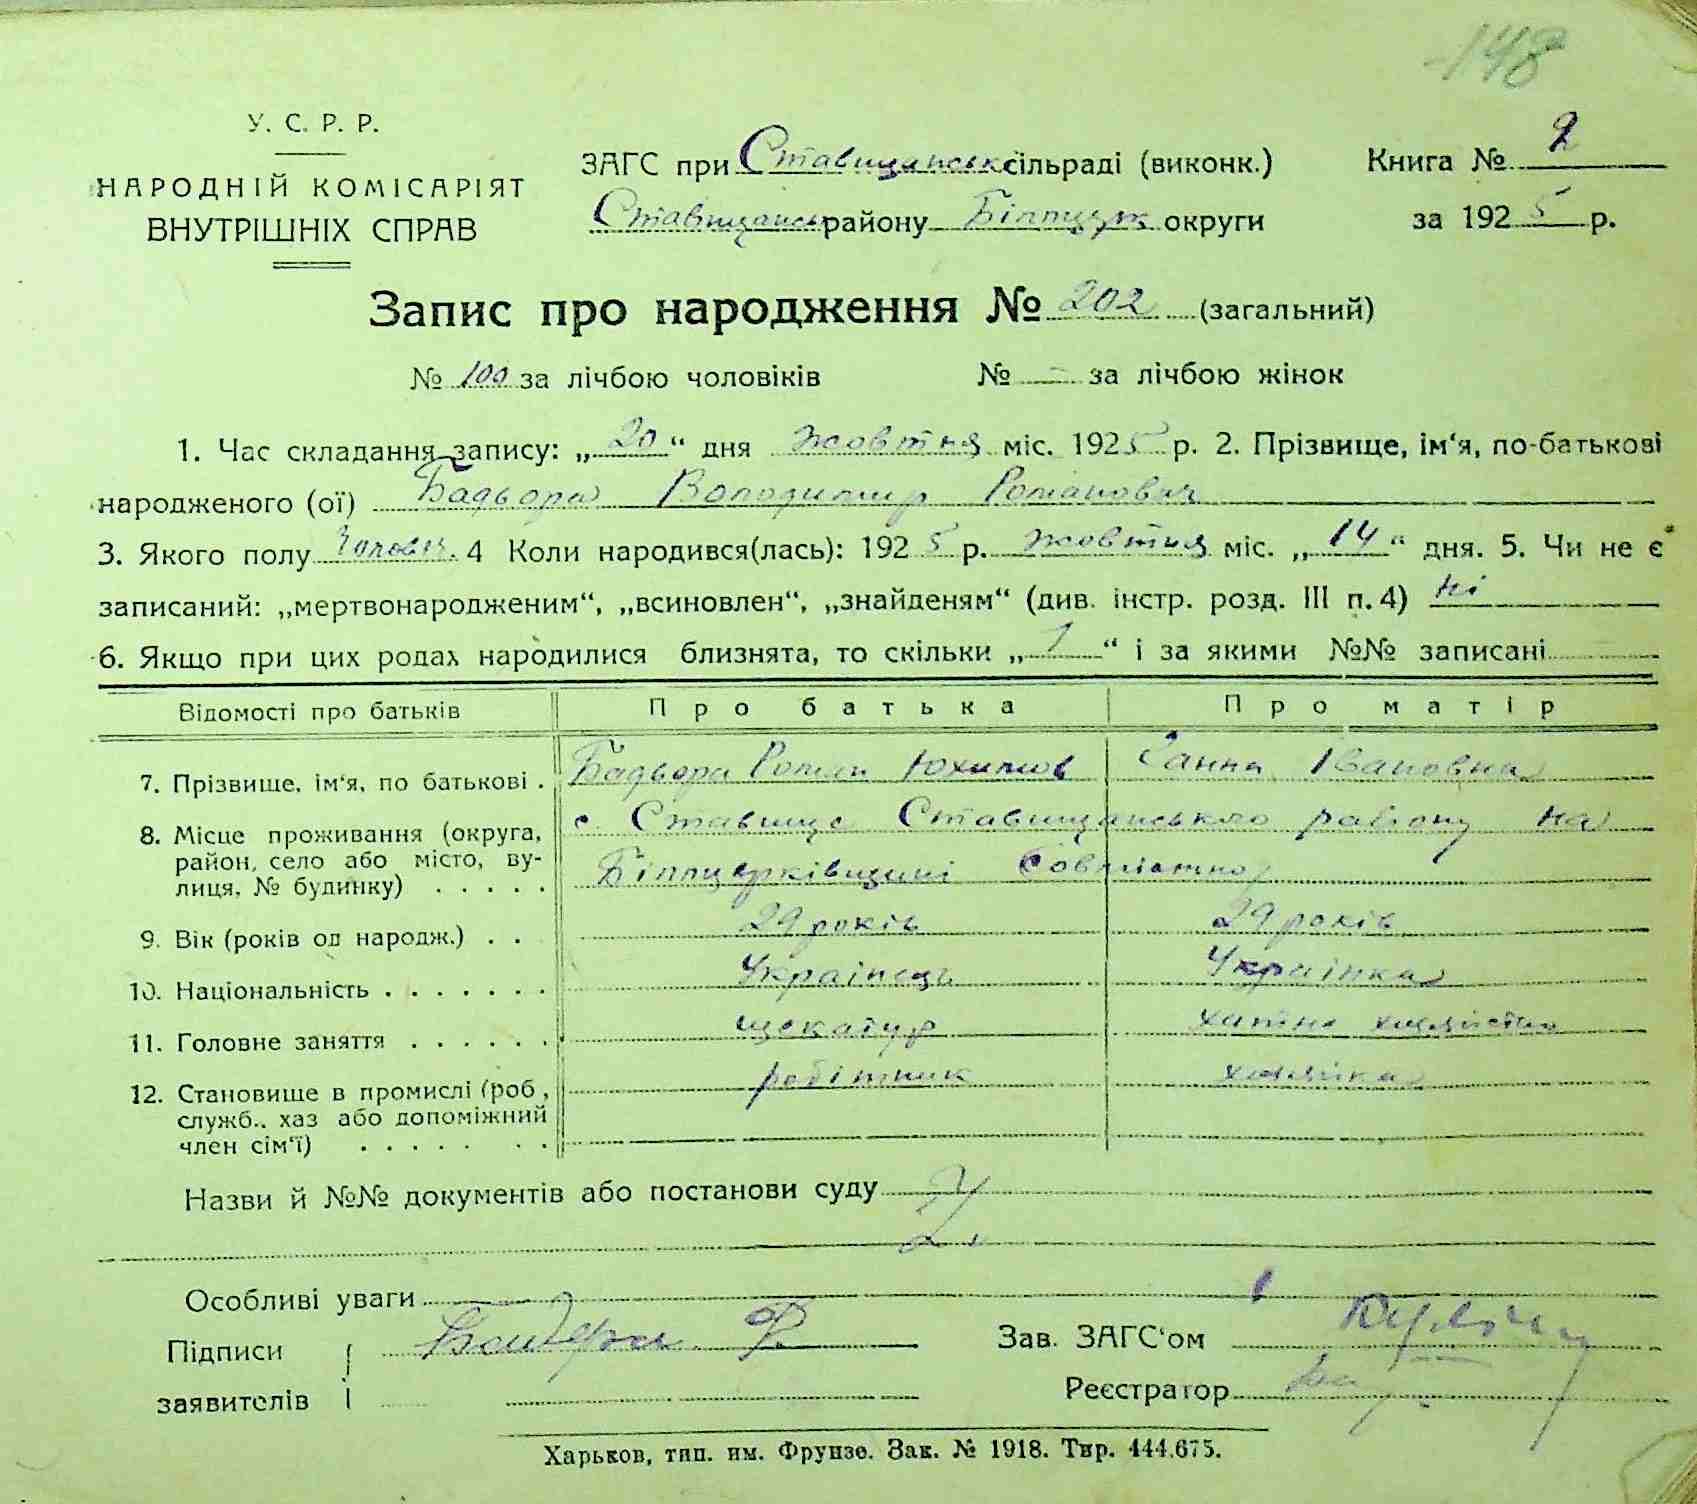 148
У. С. Р. Р.
НАРОДНІЙ КОМІСАРІЯТ
ВНУТРІШНІХ СПРАВ
ЗАГС при Ставищанськ сільраді (виконк.)
Ставищанськ району Білоцерк округи
Книга № 2
за 1925 р.
Запис про народження № 202 (загальний)
№ 100 за лічбою чоловіків № — за лічбою жінок
1. Час складання запису: „20“ дня жовтня міс. 1925 р. 2. Прізвище, ім‘я, по-батькові
народженого (ої) Бадьора Володимир Романович
3. Якого полу Чоловіч. 4 Коли народився(лась): 1925 р. жовтня міс. „14“ дня. 5. Чи не є
записаний: „мертвонародженим“, „всиновлен“, „знайденям“ (див. інстр. розд. III п. 4) ні
6. Якщо при цих родах народилися близнята, то скільки „1“ і за якими №№ записані
Відомості про батьків Про батька Про матір
7. Прізвище, ім‘я, по батькові . Бадьора Роман Юхимов Ганна Івановна
8. Місце проживання (округа, район, село або місто, вулиця, № будинку) . . . . . с. Ставище Ставищанського району на
Білоцерківщині
9. Вік (років од народж.) . . 29 років 29 років
10. Національність . . . . . . . Українець Українка
11. Головне заняття . . . . . . щекатур хатнє хазяйство
12. Становище в промислі (роб, служб.. хаз або допоміжний член сім‘ї) . . . . . . . робітник хазяйка
Назви й №№ документів або постанови суду
Особливі уваги
Підписи
заявителів
Бадера Р.
Зав. ЗАГС‘ом
Реєстратор
Харьков, тип. им. Фрунзе. Зак. № 1918. Тир. 444.675.